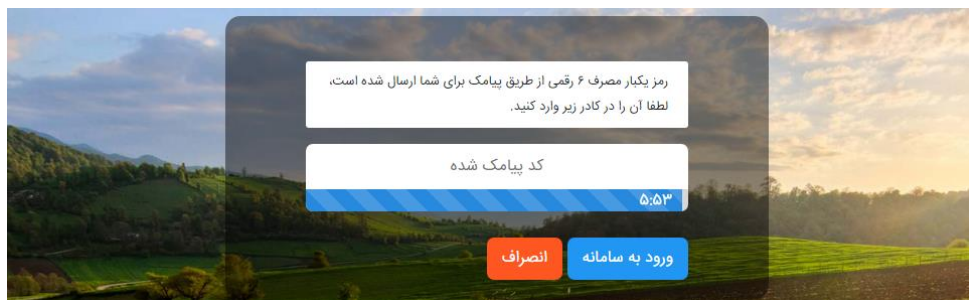 رمز یکبار مصرف ۶ رقمی از طریق پیامک برای شما ارسال شده است،
لطفا آن را در کادر زیر وارد کنید.
کد پیامک شده
۵:۵۳
ورود به سامانه
انصراف